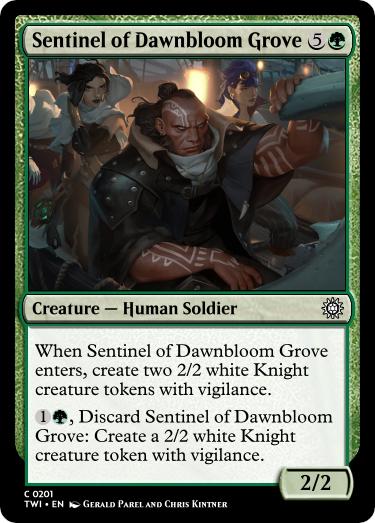 Sentinel of Dawnbloom Grove 5
Creature — Human Soldier
When Sentinel of Dawnbloom Grove
enters, create two 2/2 white Knight
creature tokens with vigilance.
1, Discard Sentinel of Dawnbloom
Grove: Create a 2/2 white Knight
creature token with vigilance.
2/2
C 0201
TWI • EN Gerald Parel and Chris Kintner